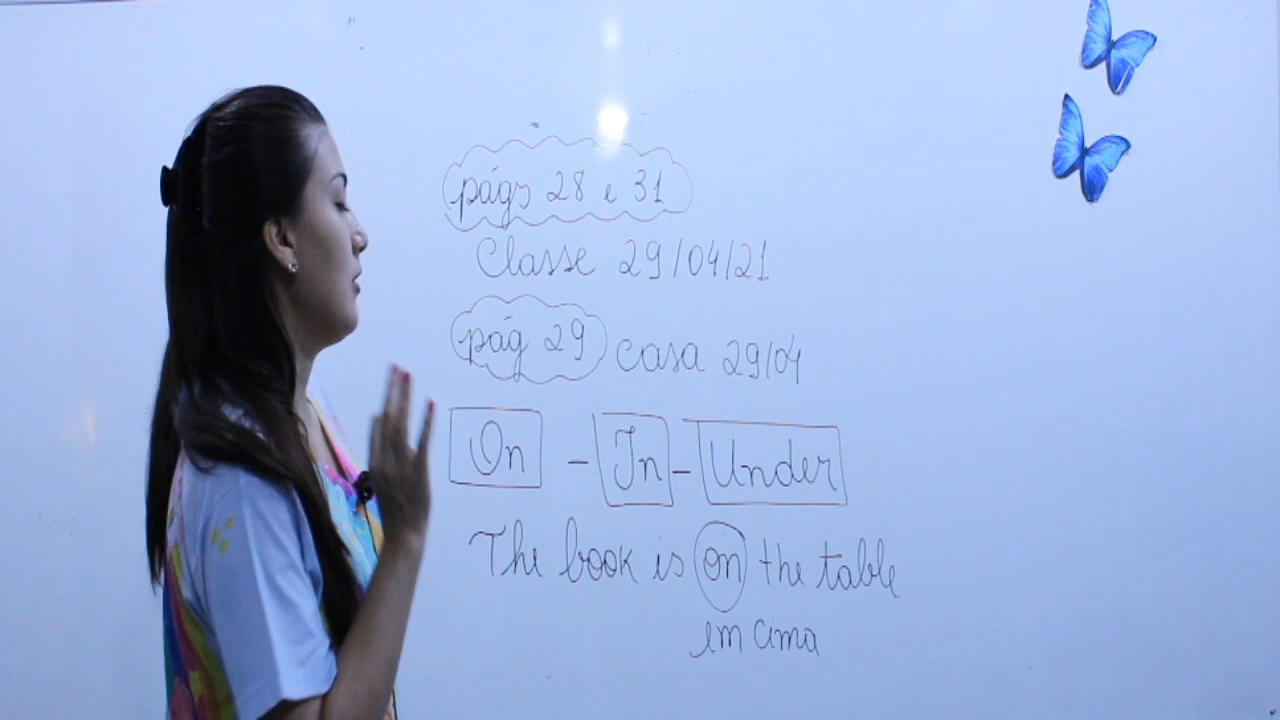 págs 28 e 31
Classe 29/04/21
pág 29 casa 29/04
On - In - Under
The book is on the table
em cima